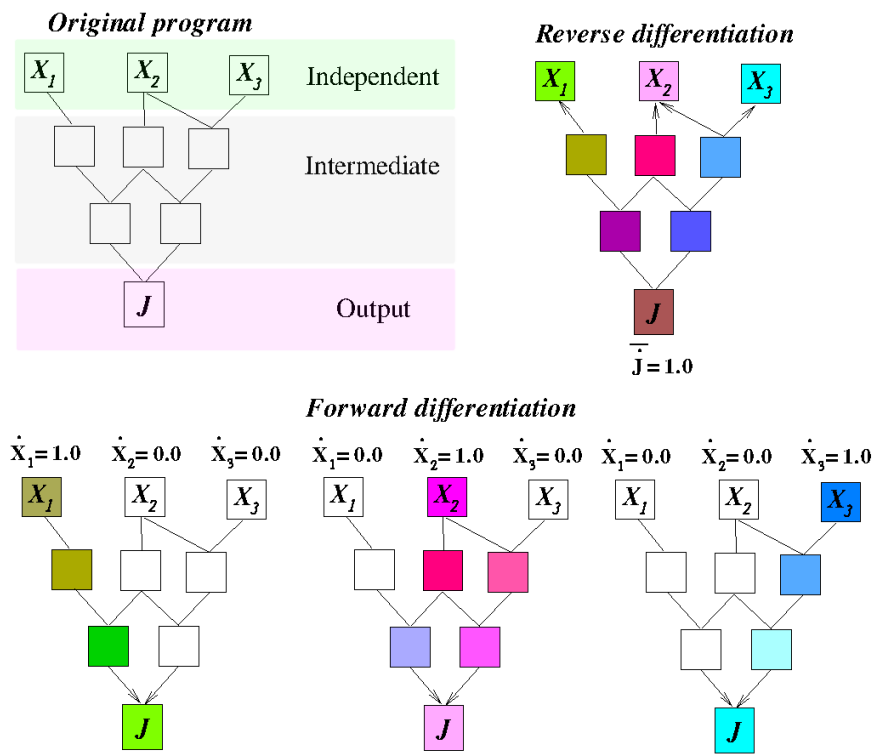 Original program
X1 X2 X3 Independent
Intermediate
J Output
Reverse differentiation
X1 X2 X3
J
J̇̅ = 1.0
Forward differentiation
Ẋ1= 1.0 Ẋ2= 0.0 Ẋ3= 0.0
X1 X2 X3
J
Ẋ1= 0.0 Ẋ2= 1.0 Ẋ3= 0.0
X1 X2 X3
J
Ẋ1= 0.0 Ẋ2= 0.0 Ẋ3= 1.0
X1 X2 X3
J